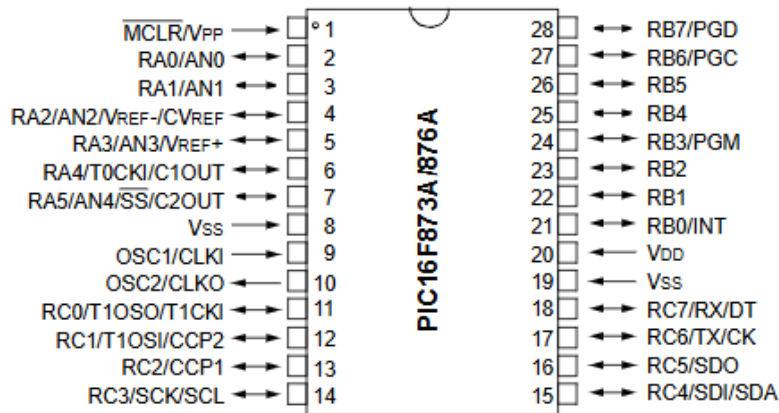 MCLR/VPP 1 28 RB7/PGD
RA0/AN0 2 27 RB6/PGC
RA1/AN1 3 26 RB5
RA2/AN2/VREF-/CVREF 4 25 RB4
RA3/AN3/VREF+ 5 24 RB3/PGM
RA4/T0CKI/C1OUT 6 23 RB2
RA5/AN4/SS/C2OUT 7 22 RB1
VSS 8 21 RB0/INT
OSC1/CLKI 9 20 VDD
OSC2/CLKO 10 19 VSS
RC0/T1OSO/T1CKI 11 18 RC7/RX/DT
RC1/T1OSI/CCP2 12 17 RC6/TX/CK
RC2/CCP1 13 16 RC5/SDO
RC3/SCK/SCL 14 15 RC4/SDI/SDA
PIC16F873A/876A